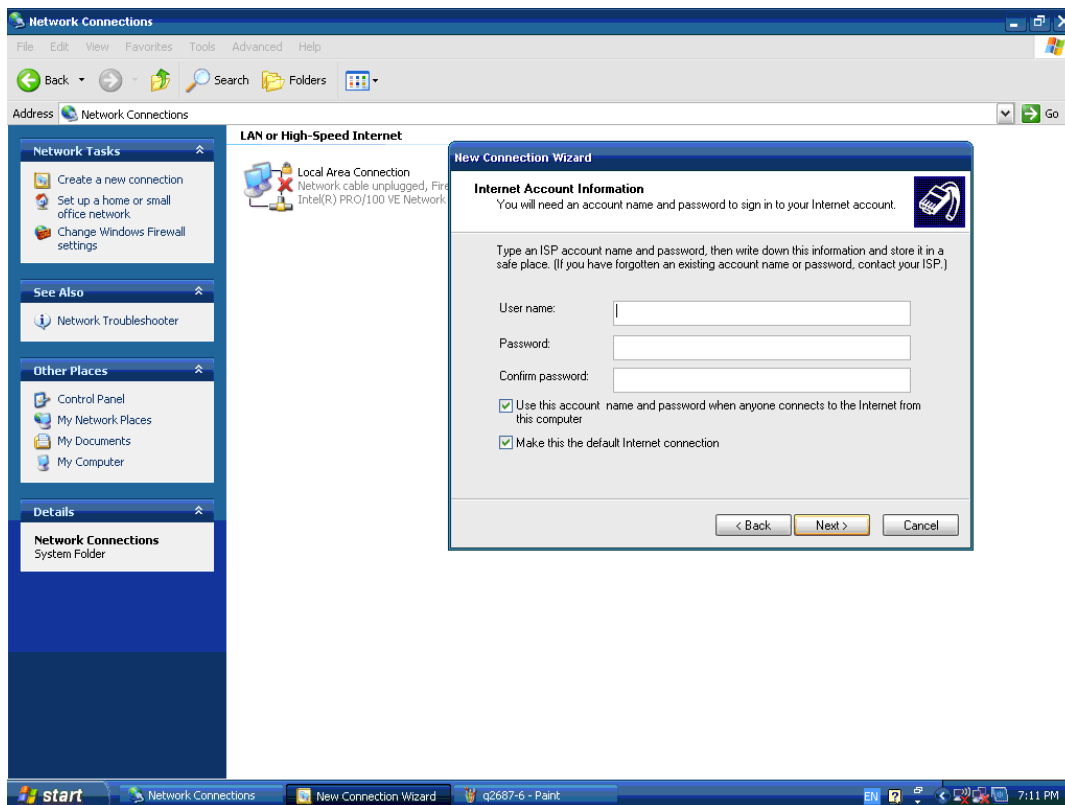 Network Connections
File Edit View Favorites Tools Advanced Help
Back Search Folders
Address Network Connections Go
Network Tasks
Create a new connection
Set up a home or small
office network
Change Windows Firewall
settings
See Also
Network Troubleshooter
Other Places
Control Panel
My Network Places
My Documents
My Computer
Details
Network Connections
System Folder
LAN or High-Speed Internet
Local Area Connection
Network cable unplugged, Fire
Intel(R) PRO/100 VE Network
New Connection Wizard
Internet Account Information
You will need an account name and password to sign in to your Internet account.
Type an ISP account name and password, then write down this information and store it in a
safe place. (If you have forgotten an existing account name or password, contact your ISP.)
User name:
Password:
Confirm password:
Use this account name and password when anyone connects to the Internet from
this computer
Make this the default Internet connection
< Back Next > Cancel
start Network Connections New Connection Wizard q2687-6 - Paint EN 7:11 PM